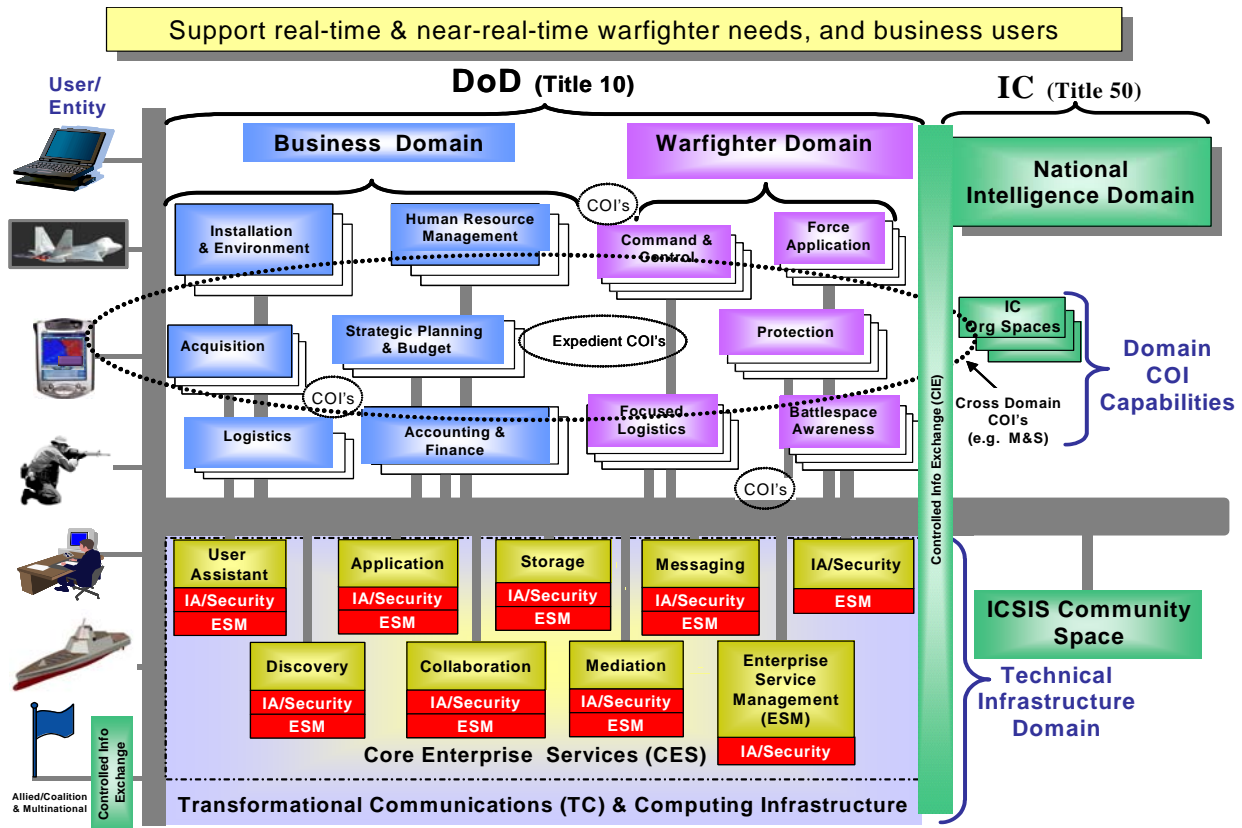 Support real-time & near-real-time warfighter needs, and business users
User/
Entity
DoD (Title 10)
IC (Title 50)
Business Domain
Warfighter Domain
National
Intelligence Domain
COI's
Installation
& Environment
Human Resource
Management
Command &
Control
Force
Application
Acquisition
Strategic Planning
& Budget
Expedient COI's
Protection
IC
Org Spaces
Domain
COI
Capabilities
COI's
Cross Domain
COI's
(e.g. M&S)
Logistics
Accounting &
Finance
Focused
Logistics
Battlespace
Awareness
COI's
Controlled Info Exchange (CIE)
User
Assistant
IA/Security
ESM
Application
IA/Security
ESM
Storage
IA/Security
ESM
Messaging
IA/Security
ESM
IA/Security
ESM
ICSIS Community
Space
Discovery
IA/Security
ESM
Collaboration
IA/Security
ESM
Mediation
IA/Security
ESM
Enterprise
Service
Management
(ESM)
IA/Security
Technical
Infrastructure
Domain
Core Enterprise Services (CES)
Controlled Info
Exchange
Allied/Coalition
& Multinational
Transformational Communications (TC) & Computing Infrastructure